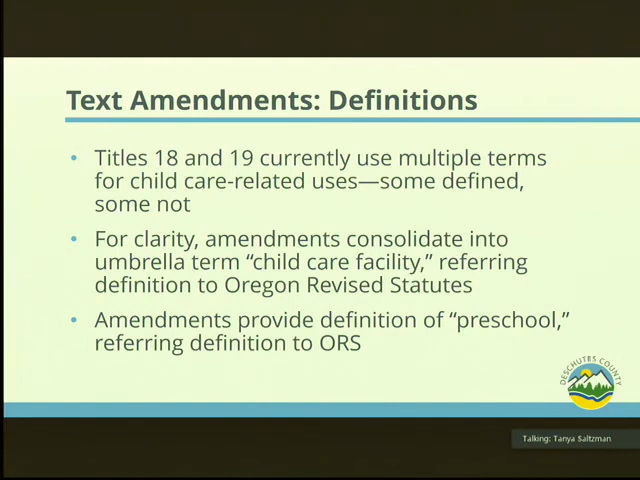 Text Amendments: Definitions
• Titles 18 and 19 currently use multiple terms
for child care-related uses—some defined,
some not
• For clarity, amendments consolidate into
umbrella term “child care facility,” referring
definition to Oregon Revised Statutes
• Amendments provide definition of “preschool,”
referring definition to ORS
DESCHUTES COUNTY
Talking: Tanya Saltzman